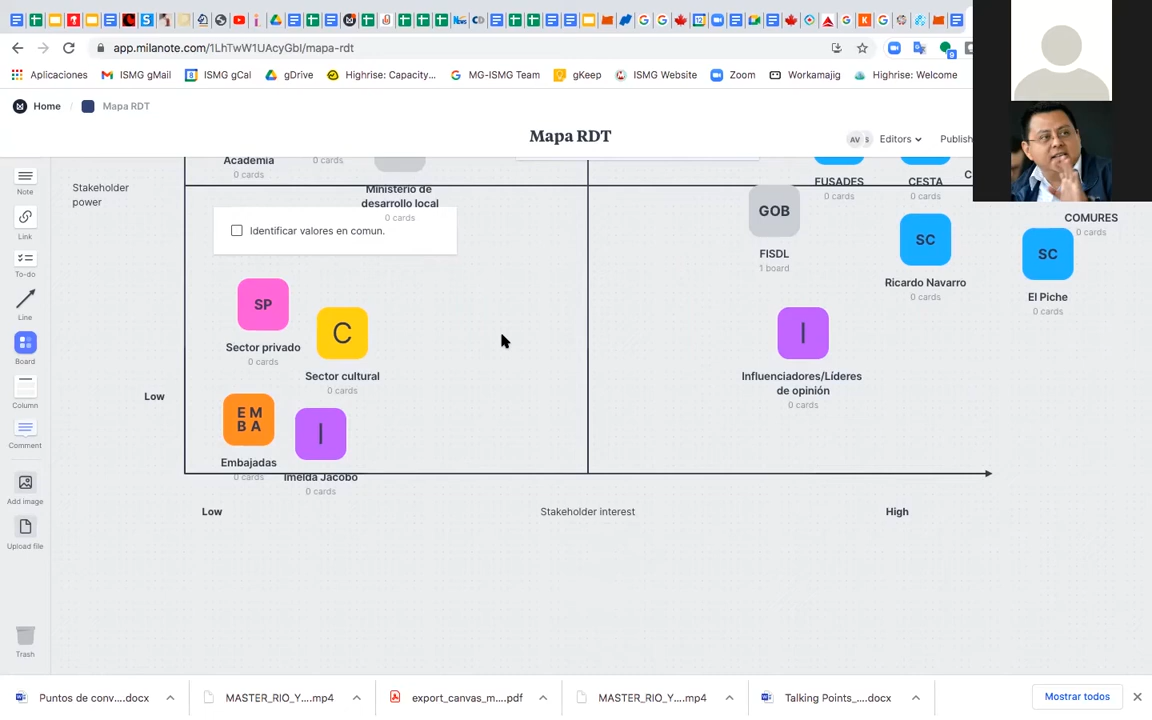 app.milanote.com/1LhTwW1UAcyGbl/mapa-rdt
Aplicaciones
ISMG gMail
ISMG gCal
gDrive
Highrise: Capacity...
MG-ISMG Team
gKeep
ISMG Website
Zoom
Workamajig
Highrise: Welcome
Home / Mapa RDT
Mapa RDT
AV
S
Editors
Publish
Note
Link
To-do
Line
Board
Column
Comment
Add image
Upload file
Trash
Stakeholder
power
Academia
0 cards
0 cards
Ministerio de
desarrollo local
0 cards
Identificar valores en comun.
SP
Sector privado
0 cards
C
Sector cultural
0 cards
Low
E M
B A
Embajadas
0 cards
I
Imelda Jacobo
0 cards
FUSADES
0 cards
CESTA
0 cards
C
COMURES
0 cards
GOB
FISDL
1 board
SC
Ricardo Navarro
0 cards
SC
El Piche
0 cards
I
Influenciadores/Líderes
de opinión
0 cards
Low
Stakeholder interest
High
Puntos de conv....docx
MASTER_RIO_Y....mp4
export_canvas_m....pdf
MASTER_RIO_Y....mp4
Talking Points_....docx
Mostrar todos